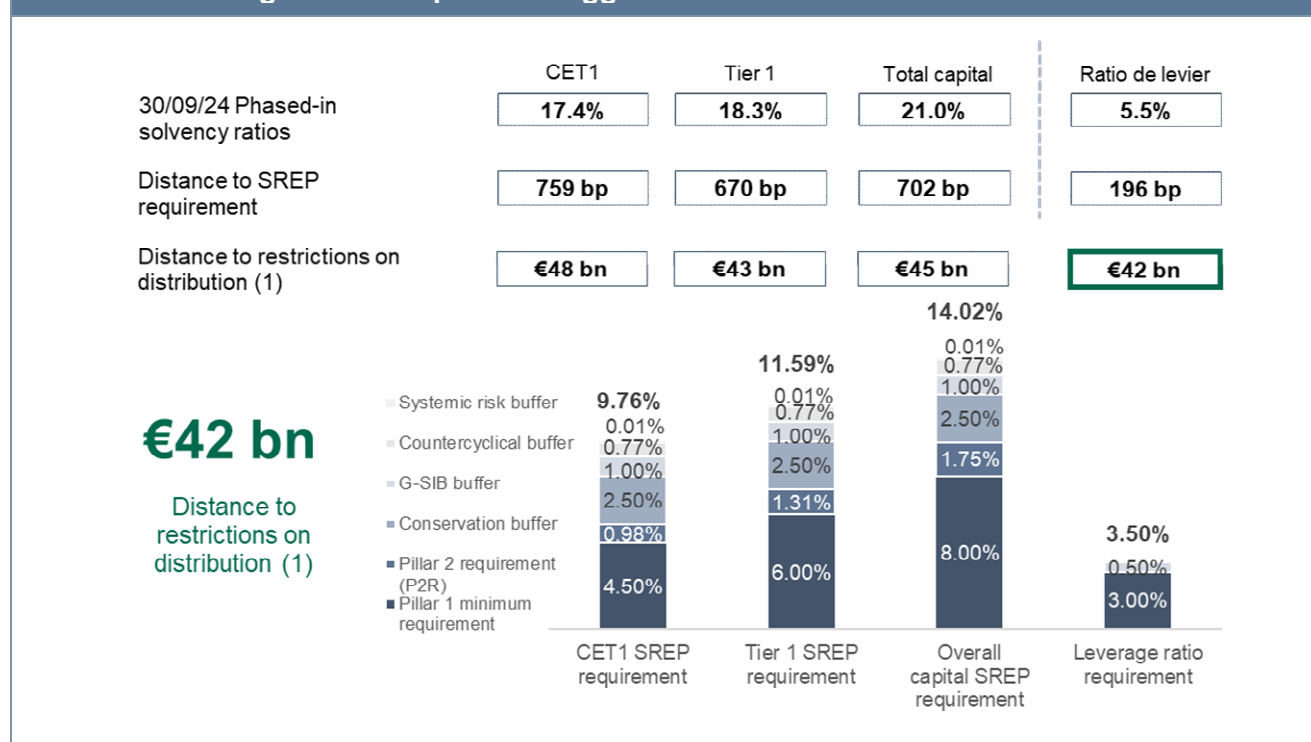 CET1
Tier 1
Total capital
Ratio de levier
30/09/24 Phased-in
solvency ratios
17.4%
18.3%
21.0%
5.5%
Distance to SREP
requirement
759 bp
670 bp
702 bp
196 bp
Distance to restrictions on
distribution (1)
€48 bn
€43 bn
€45 bn
€42 bn
€42 bn
Distance to
restrictions on
distribution (1)
Systemic risk buffer
Countercyclical buffer
G-SIB buffer
Conservation buffer
Pillar 2 requirement
(P2R)
Pillar 1 minimum
requirement
9.76%
0.01%
0.77%
1.00%
2.50%
0.98%
4.50%
CET1 SREP
requirement
11.59%
0.01%
0.77%
1.00%
2.50%
1.31%
6.00%
Tier 1 SREP
requirement
14.02%
0.01%
0.77%
1.00%
2.50%
1.75%
8.00%
Overall
capital SREP
requirement
3.50%
0.50%
3.00%
Leverage ratio
requirement